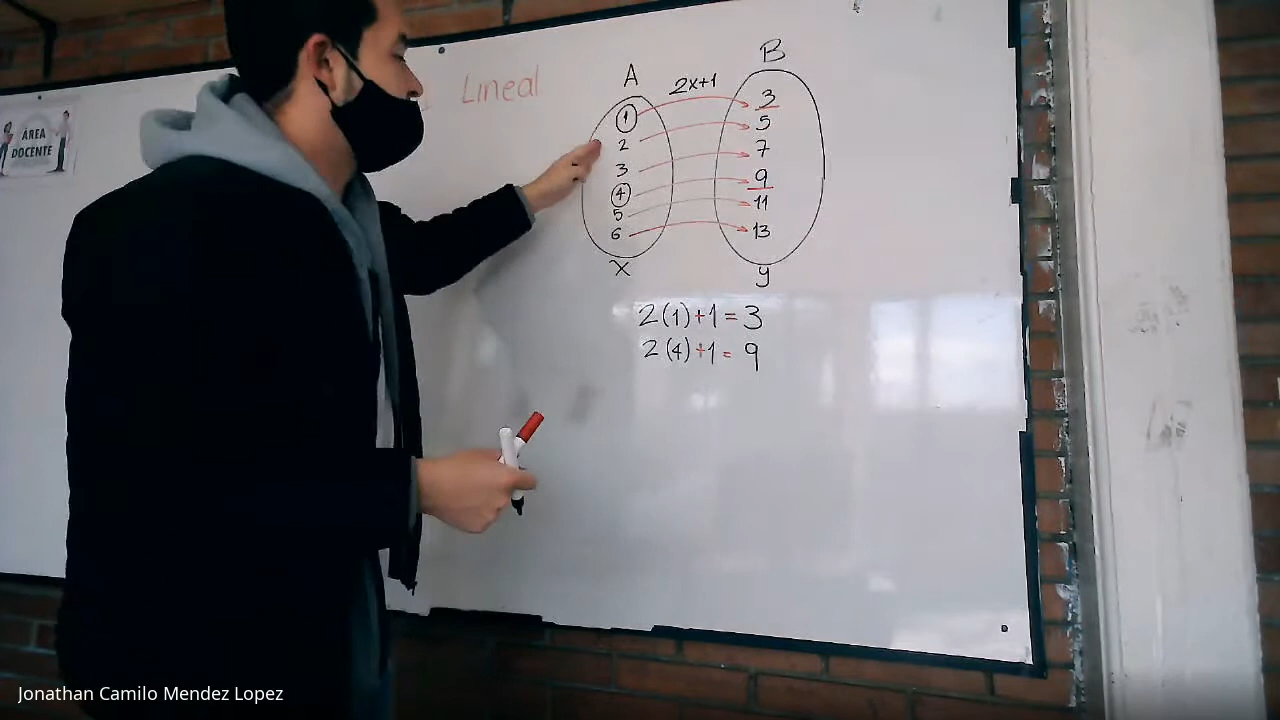 Lineal
ÁREA
DOCENTE
A
B
2x+1
1
2
3
4
5
6
3
5
7
9
11
13
x
y
2(1)+1=3
2(4)+1=9
Jonathan Camilo Mendez Lopez